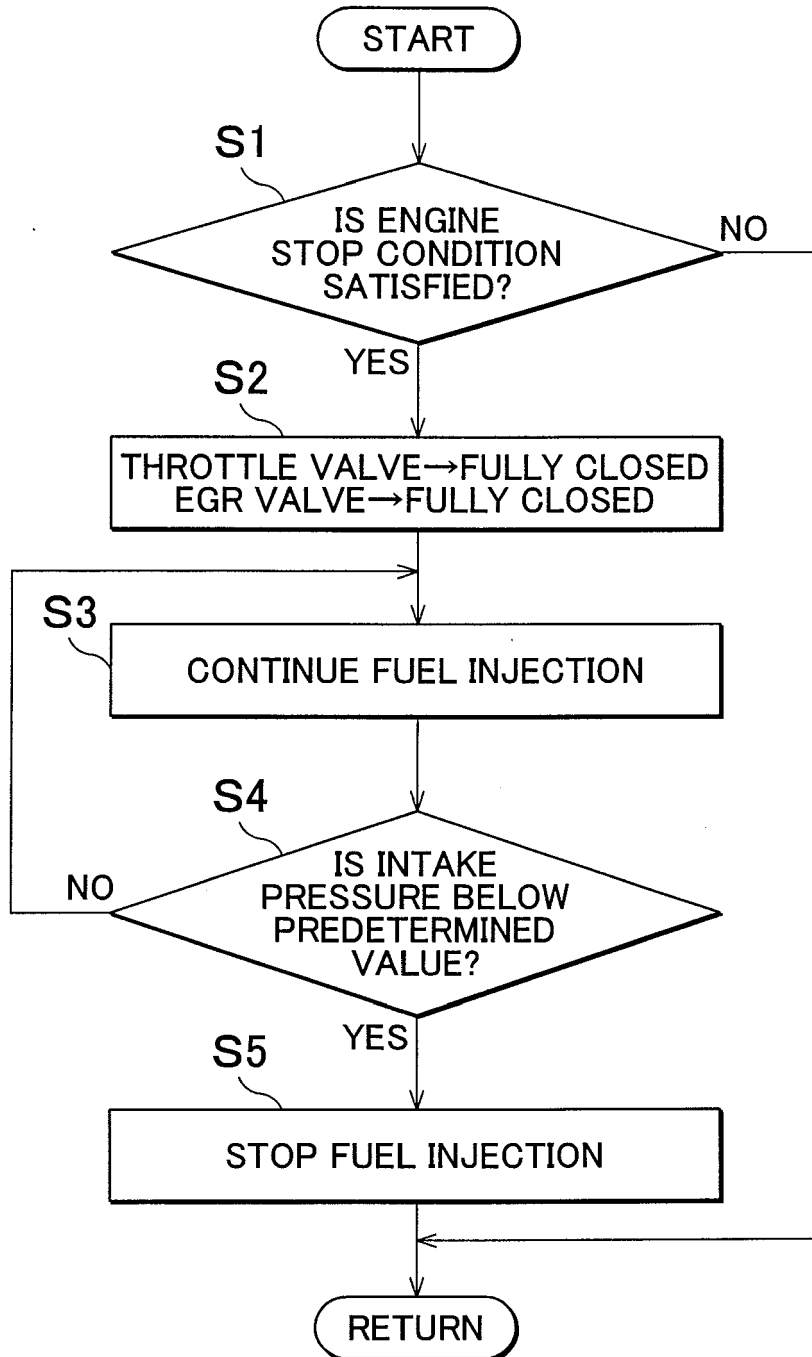 START
S1
IS ENGINE
STOP CONDITION
SATISFIED?
NO
YES
S2
THROTTLE VALVE→FULLY CLOSED
EGR VALVE→FULLY CLOSED
S3
CONTINUE FUEL INJECTION
S4
IS INTAKE
PRESSURE BELOW
PREDETERMINED
VALUE?
NO
YES
S5
STOP FUEL INJECTION
RETURN